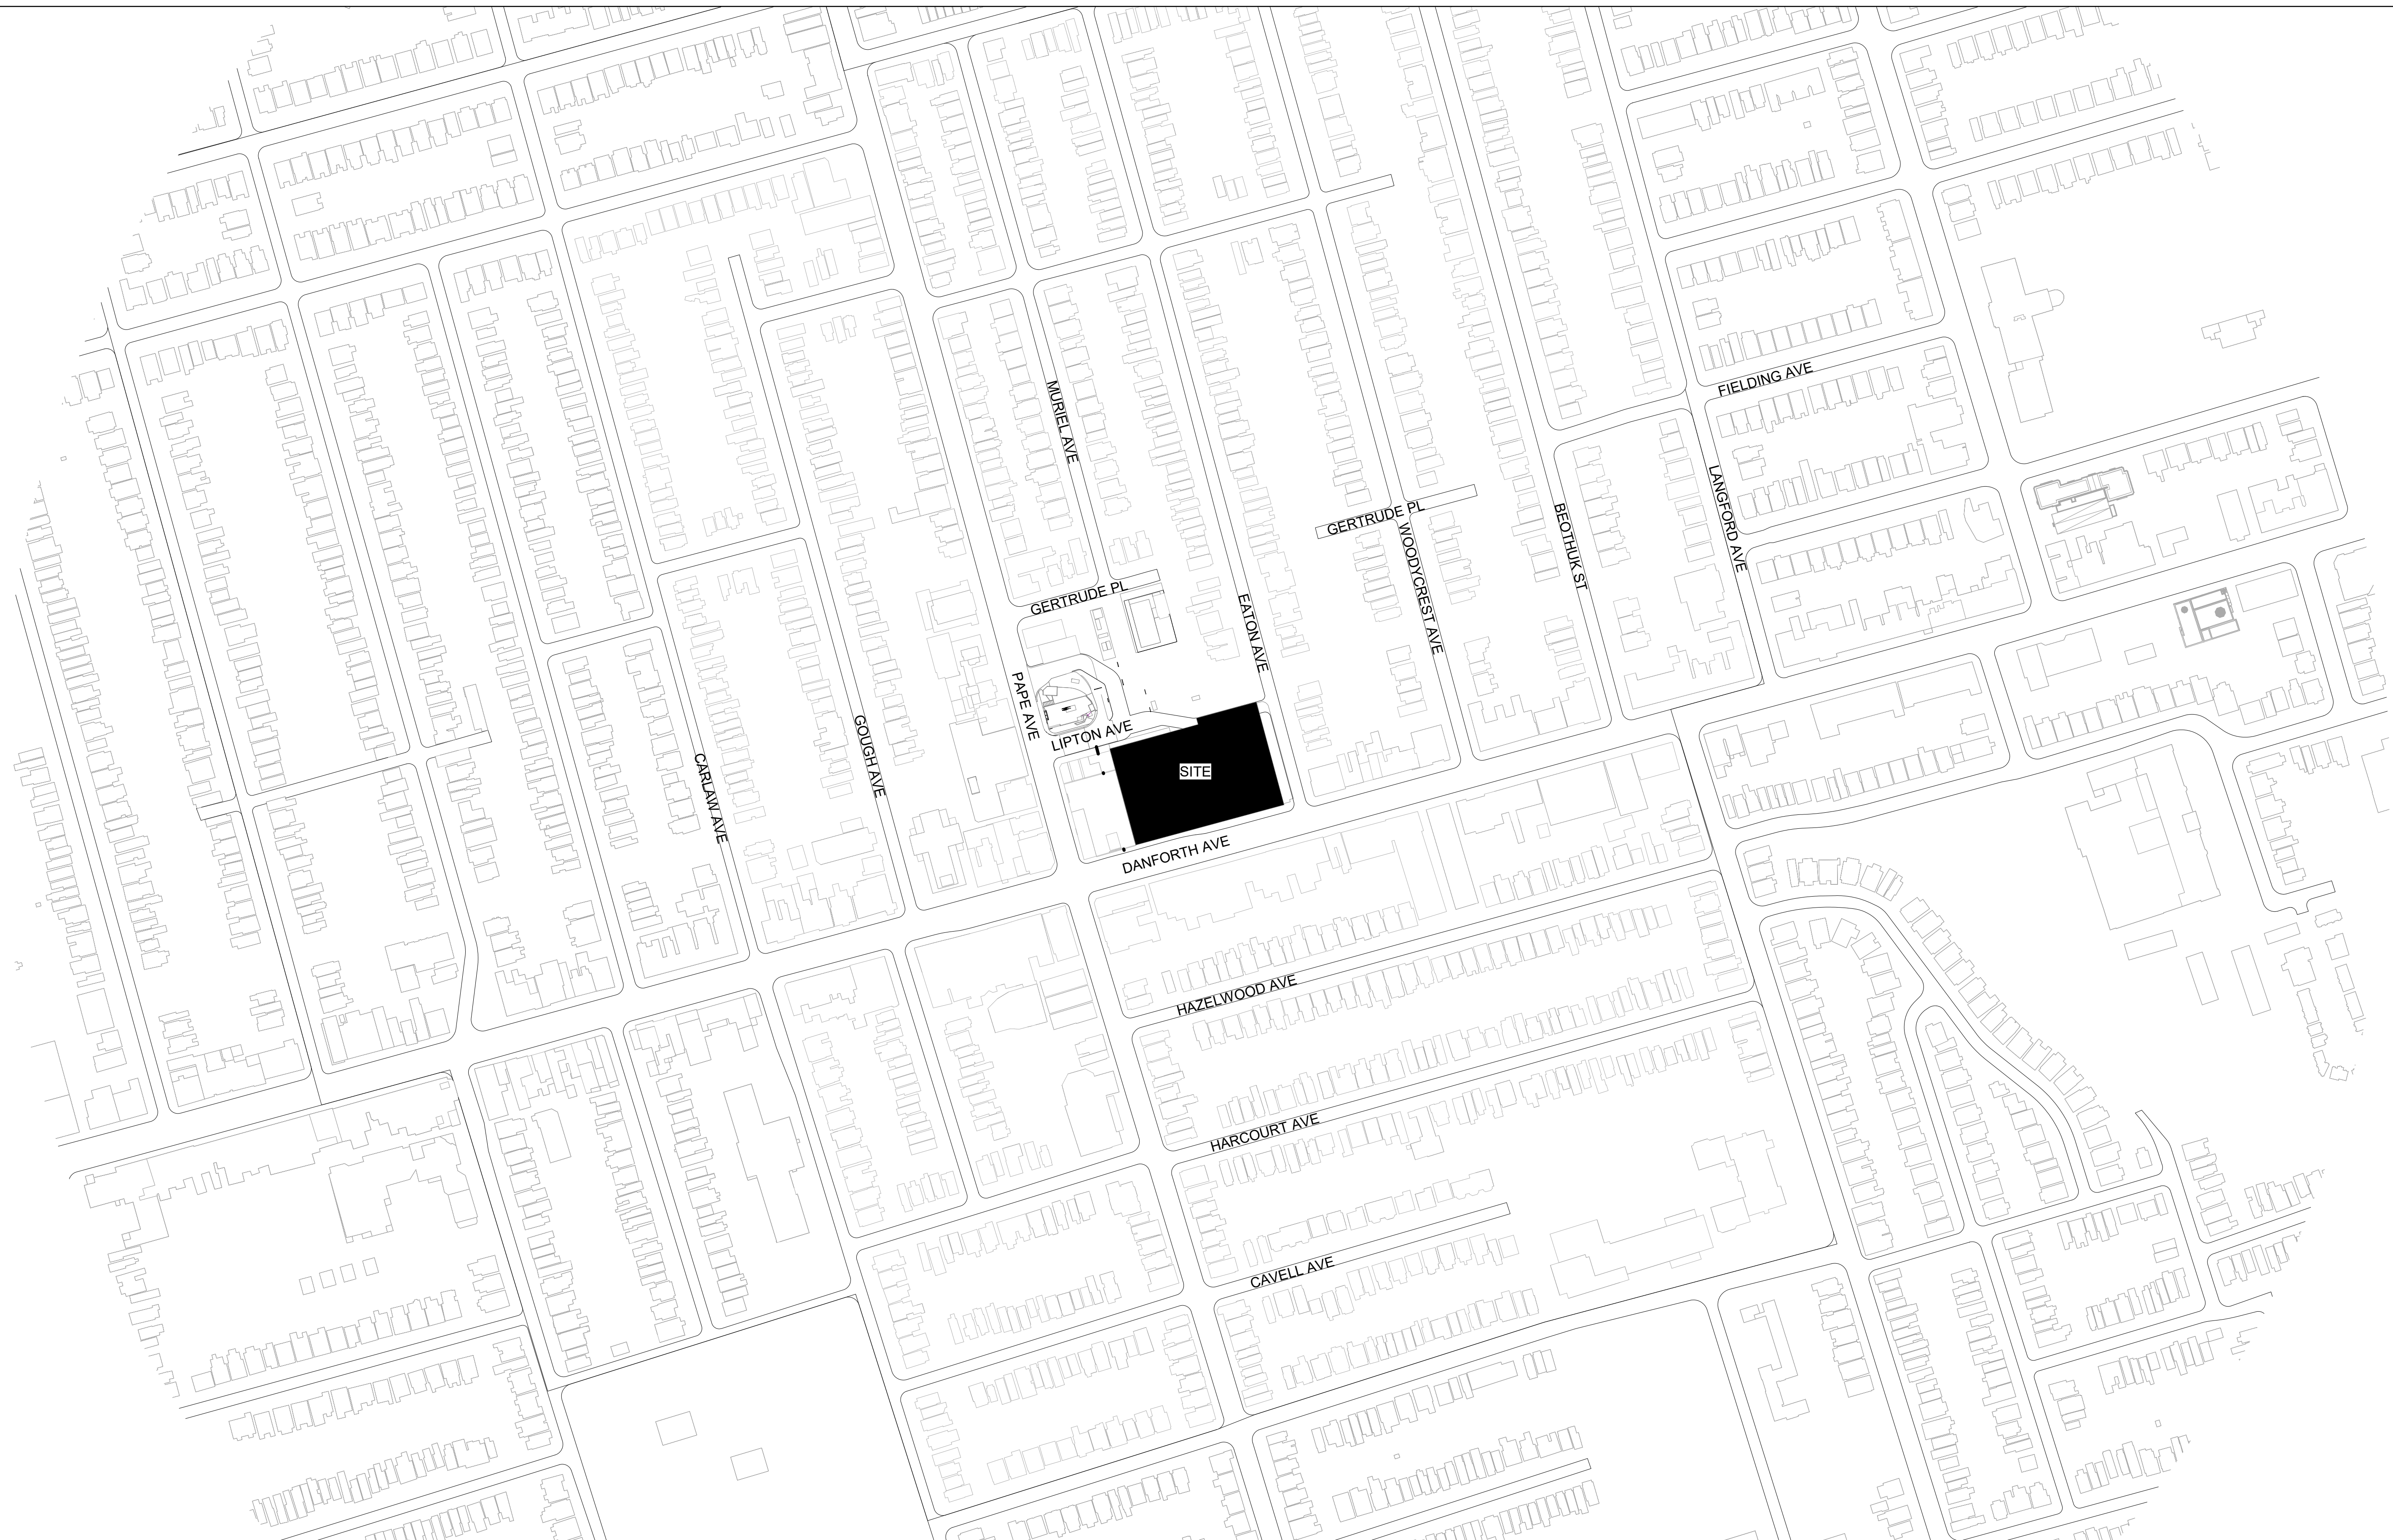 MURIEL AVE
FIELDING AVE
GERTRUDE PL
WOODYCREST AVE
BEOTHUK ST
LANGFORD AVE
GERTRUDE PL
EATON AVE
PAPE AVE
LIPTON AVE
GOUGH AVE
CARLAW AVE
SITE
DANFORTH AVE
HAZELWOOD AVE
HARCOURT AVE
CAVELL AVE